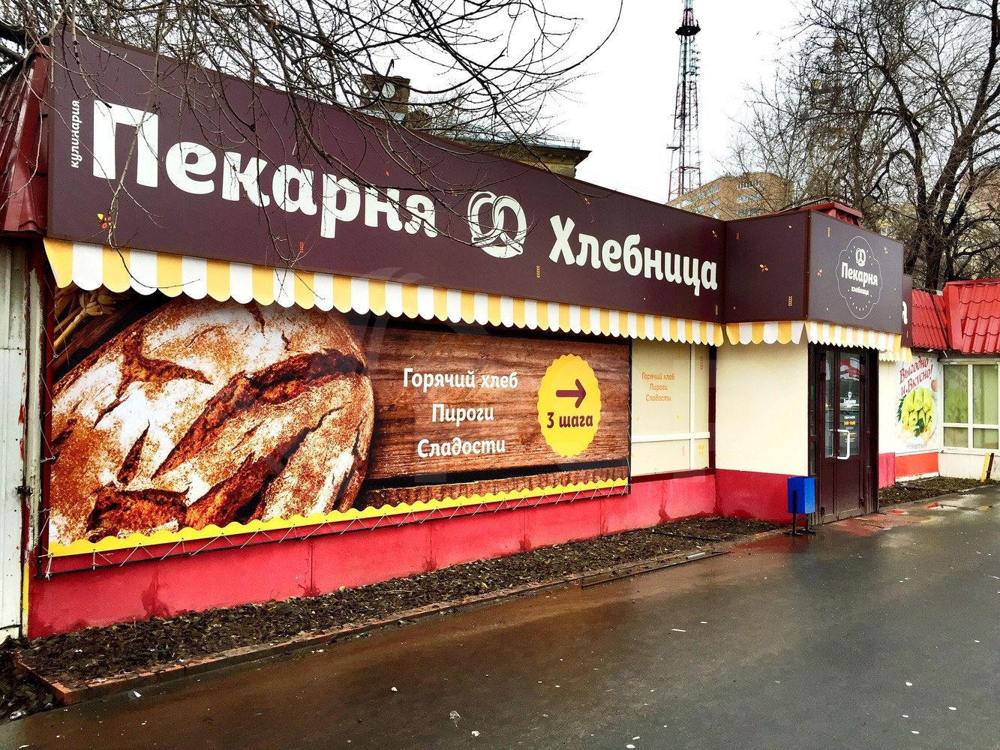 кулинария
Пекарня Хлебница
Пекарня
хлебница
а
Горячий хлеб
Пироги
Сладости
3 шага
Горячий хлеб
Пироги
Сладости
Выгодно
и Вкусно!